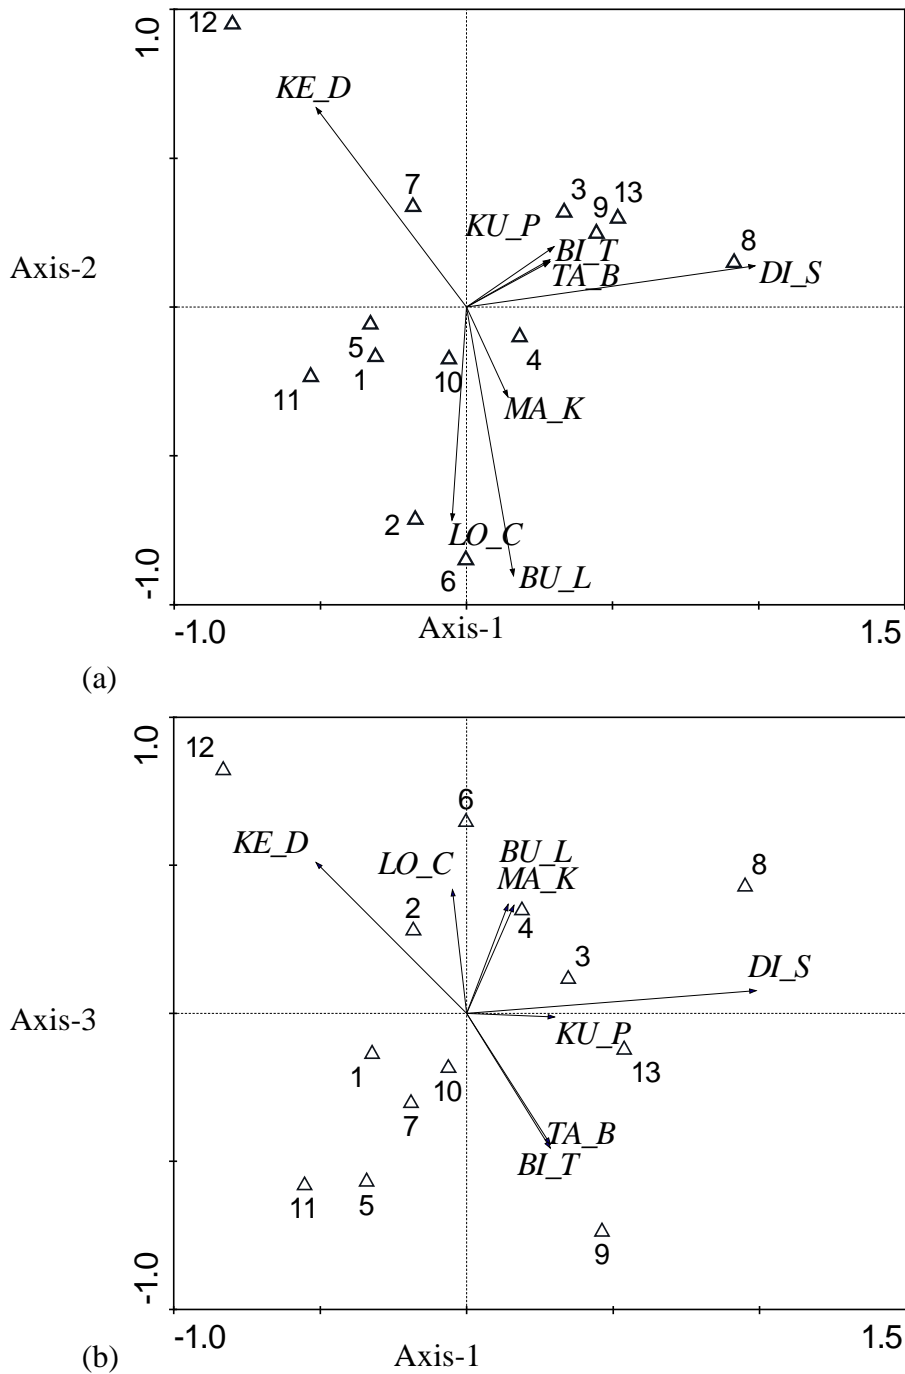 1.0
12
KE_D
7
3
13
9
KU_P
BI_T
8
Axis-2
TA_B
DI_S
5
4
1
10
11
MA_K
2
LO_C
6
BU_L
-1.0
-1.0
Axis-1
1.5
(a)
1.0
12
6
KE_D
BU_L
LO_C
8
MA_K
2
4
3
DI_S
Axis-3
KU_P
1
13
10
7
TA_B
BI_T
11
5
9
-1.0
-1.0
1.5
(b)
Axis-1